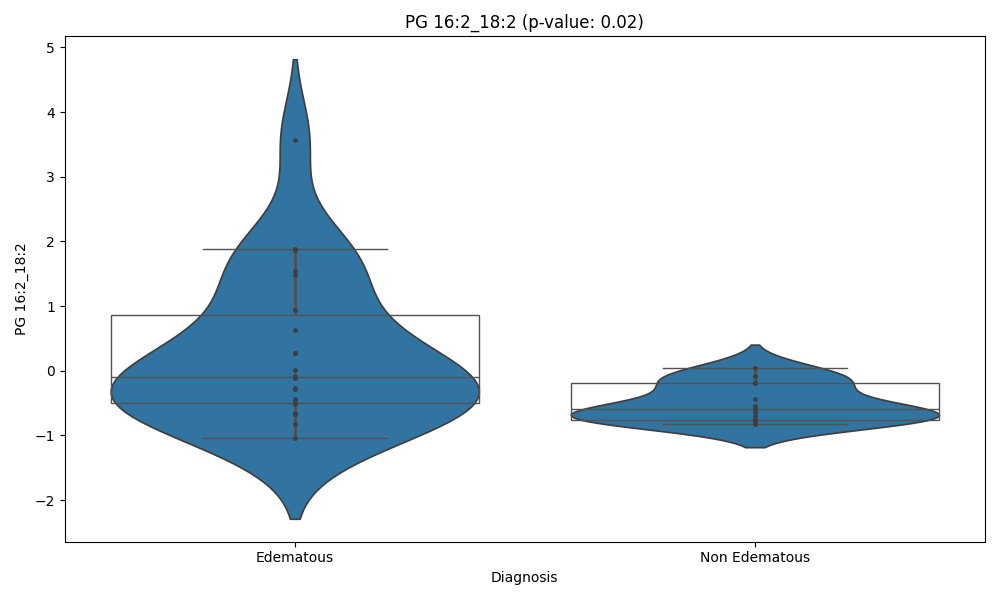 PG 16:2_18:2 (p-value: 0.02)
PG 16:2_18:2
5
4
3
2
1
0
−1
−2
Edematous
Non Edematous
Diagnosis